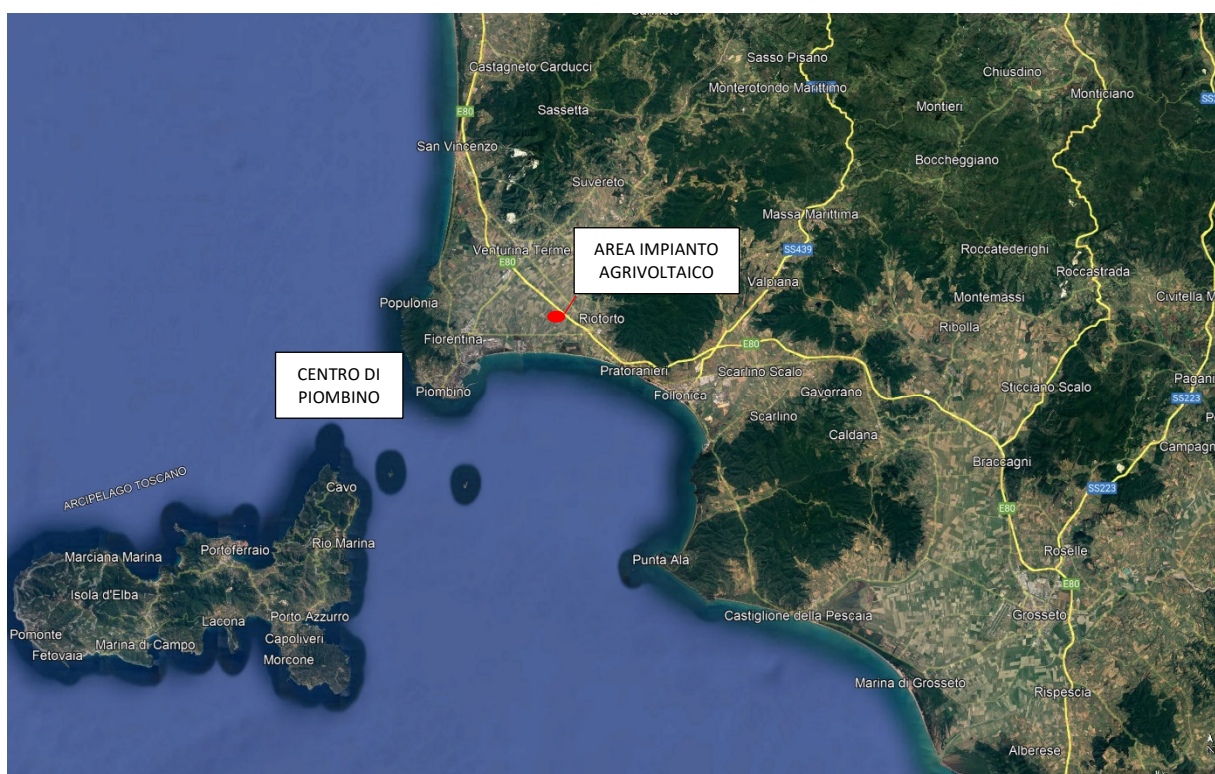 Sasso Pisano
Castagneto Carducci
Chiusdino
Monterotondo Marittimo
Monticiano
Sassetta
Montieri
E80
San Vincenzo
Boccheggiano
Suvereto
Massa Marittima
Venturina Terme
AREA IMPIANTO
AGRIVOLTAICO
SS439
Roccatederighi
E80
Valpiana
Roccastrada
Populonia
Montemassi
Civitella M
Riotorto
Ribolla
Fiorentina
E80
CENTRO DI
PIOMBINO
Pratoranieri
Scarlino Scalo
Pagani
Piombino
Follonica
Gavorrano
Sticciano Scalo
SS223
Scarlino
Caldana
Campagn
Braccagni
ARCIPELAGO TOSCANO
Cavo
SS223
E80
Marciana Marina
Portoferraio
Rio Marina
Roselle
Punta Ala
E80
Isola d'Elba
Porto Azzurro
Castiglione della Pescaia
Grosseto
Lacona
Pomonte
Marina di Campo
Capoliveri
Fetovaia
Morcone
Marina di Grosseto
Rispescia
Alberese